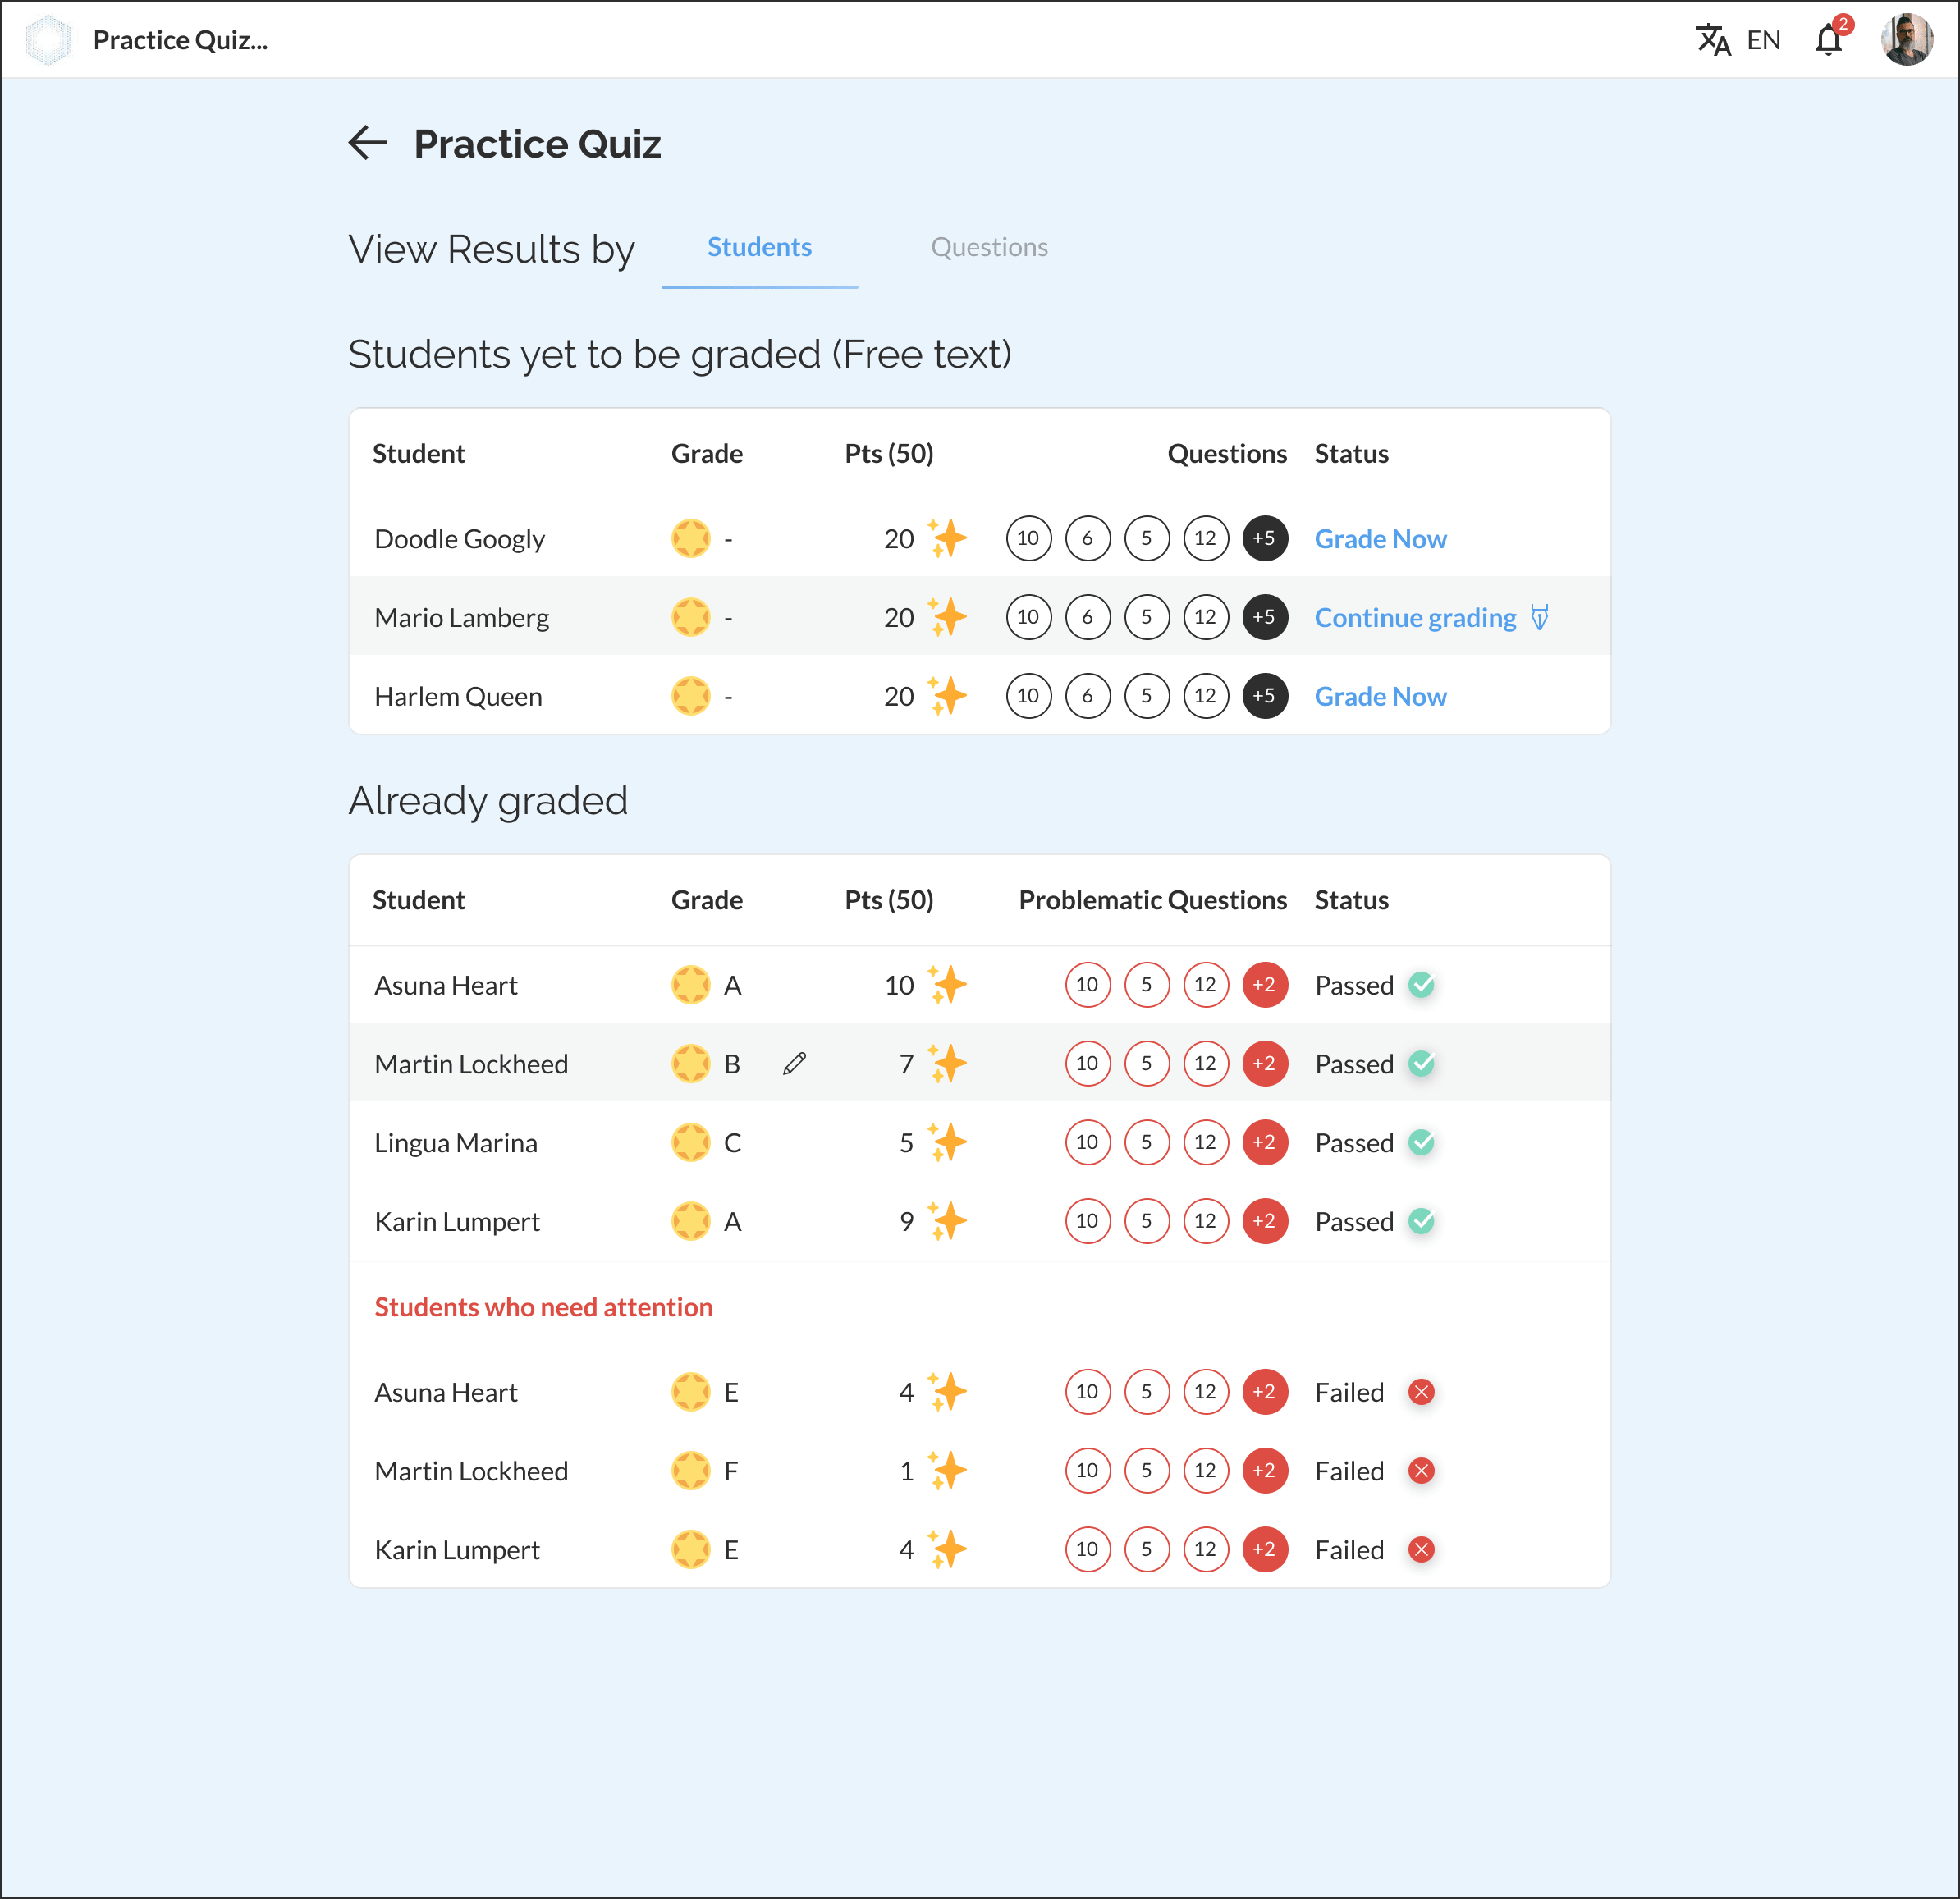 Practice Quiz...
EN
2
Practice Quiz
View Results by Students Questions
Students yet to be graded (Free text)
Student Grade Pts (50) Questions Status
Doodle Googly - 20 10 6 5 12 +5 Grade Now
Mario Lamberg - 20 10 6 5 12 +5 Continue grading
Harlem Queen - 20 10 6 5 12 +5 Grade Now
Already graded
Student Grade Pts (50) Problematic Questions Status
Asuna Heart A 10 10 5 12 +2 Passed
Martin Lockheed B 7 10 5 12 +2 Passed
Lingua Marina C 5 10 5 12 +2 Passed
Karin Lumpert A 9 10 5 12 +2 Passed
Students who need attention
Asuna Heart E 4 10 5 12 +2 Failed
Martin Lockheed F 1 10 5 12 +2 Failed
Karin Lumpert E 4 10 5 12 +2 Failed